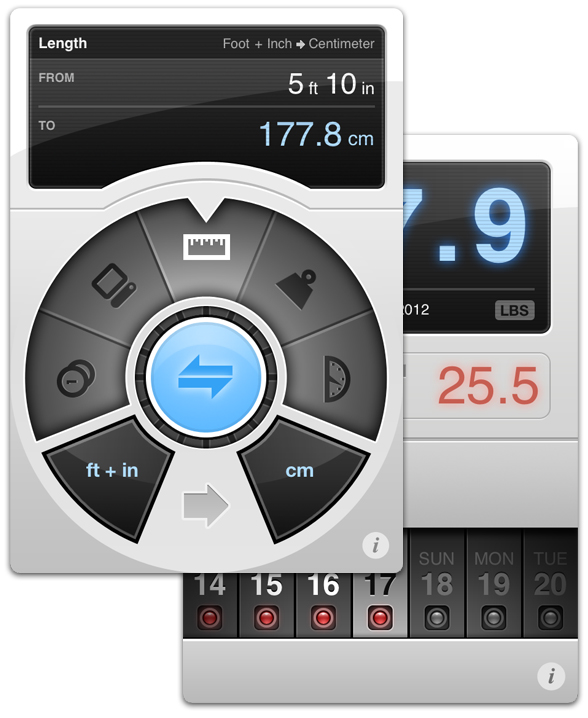 Length Foot + Inch ➡ Centimeter
FROM 5 ft 10 in
TO 177.8 cm
ft + in
cm
i
.9
2012 LBS
25.5
SUN MON TUE
14 15 16 17 18 19 20
i